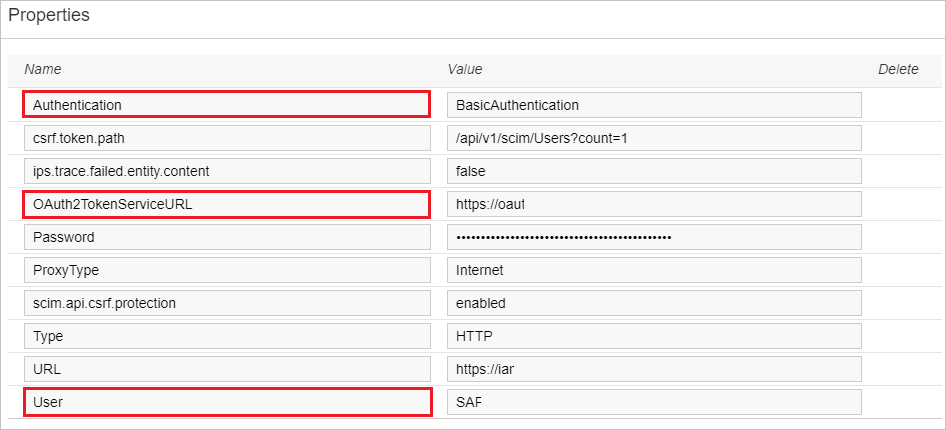 Properties
Name Value Delete
Authentication BasicAuthentication
csrf.token.path /api/v1/scim/Users?count=1
ips.trace.failed.entity.content false
OAuth2TokenServiceURL https://oaut
Password ••••••••••••••••••••••••••••••••••••••••••••
ProxyType Internet
scim.api.csrf.protection enabled
Type HTTP
URL https://iar
User SAF